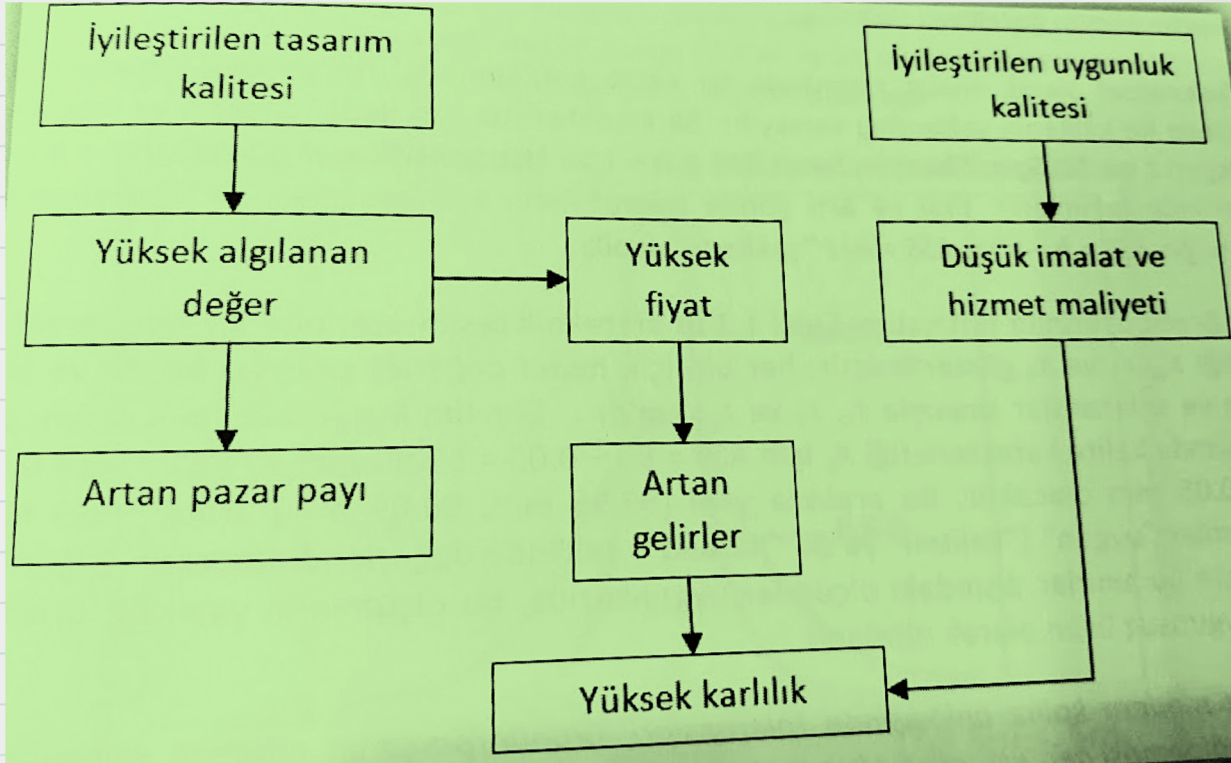 İyileştirilen tasarım
kalitesi
İyileştirilen uygunluk
kalitesi
Yüksek algılanan
değer
Yüksek
fiyat
Düşük imalat ve
hizmet maliyeti
Artan pazar payı
Artan
gelirler
Yüksek karlılık